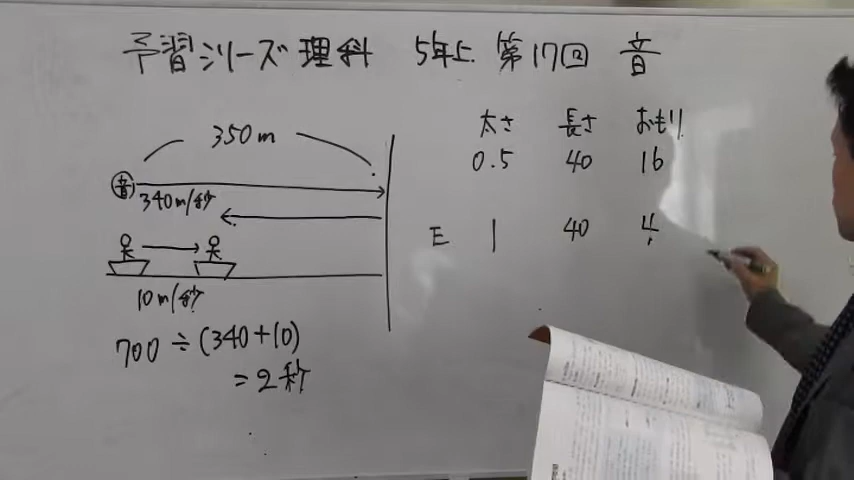 予習シリーズ理科 5年上 第17回 音
350m
音
340m/秒
10m/秒
700÷(340+10)
=2秒
太さ 長さ おもり
0.5 40 16
E 1 40 4